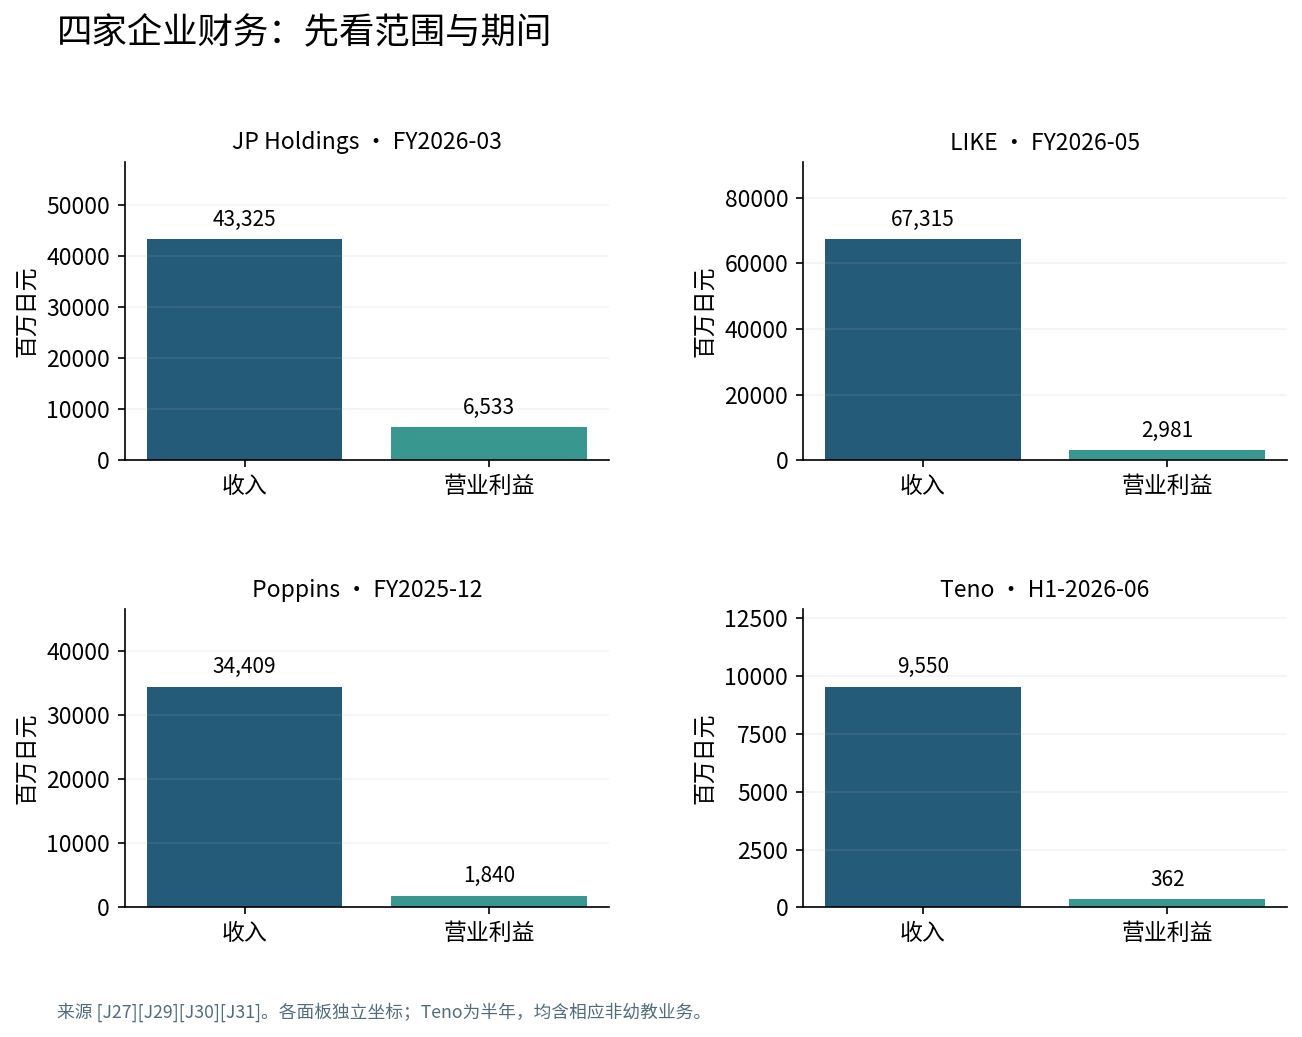 四家企业财务：先看范围与期间
JP Holdings · FY2026-03
百万日元
50000
40000
30000
20000
10000
0
43,325
6,533
收入
营业利益
LIKE · FY2026-05
百万日元
80000
60000
40000
20000
0
67,315
2,981
收入
营业利益
Poppins · FY2025-12
百万日元
40000
30000
20000
10000
0
34,409
1,840
收入
营业利益
Teno · H1-2026-06
百万日元
12500
10000
7500
5000
2500
0
9,550
362
收入
营业利益
来源 [J27][J29][J30][J31]。各面板独立坐标；Teno为半年，均含相应非幼教业务。